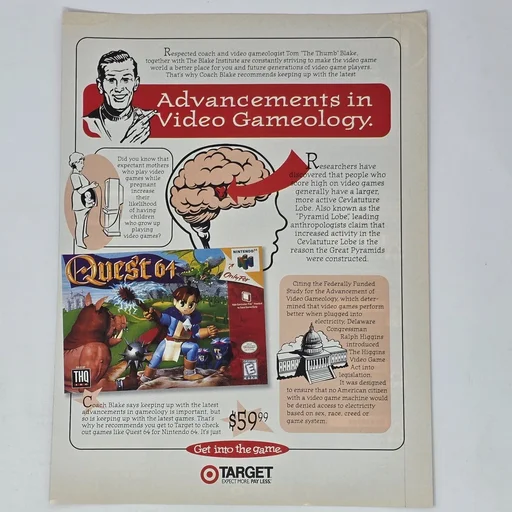 Respected coach and video gameologist Tom "The Thumb" Blake,
together with The Blake Institute are constantly striving to make the video game
world a better place for you and future generations of video game players.
That's why Coach Blake recommends keeping up with the latest
Advancements in
Video Gameology.
Did you know that
expectant mothers
who play video
games while
pregnant
increase
their
likelihood
of having
children
who grow up
playing
video games?
Researchers have
discovered that people who
score high on video games
generally have a larger,
more active Cevlatuture
Lobe. Also known as the
"Pyramid Lobe," leading
anthropologists claim that
increased activity in the
Cevlatuture Lobe is the
reason the Great Pyramids
were constructed.
Quest 64
NINTENDO 64
Only For
THQ
E
Citing the Federally Funded
Study for the Advancement of
Video Gameology, which deter-
mined that video games perform
better when plugged into
electricity, Delaware
Congressman
Ralph Higgins
introduced
The Higgins
Video Game
Act into
legislation.
It was designed
to ensure that no American citizen
with a video game machine would
be denied access to electricity
based on sex, race, creed or
game system.
Coach Blake says keeping up with the latest
advancements in gameology is important, but
so is keeping up with the latest games. That's
why he recommends you get to Target to check
out games like Quest 64 for Nintendo 64. It's just
$59.99
Get into the game.
TARGET
EXPECT MORE. PAY LESS.